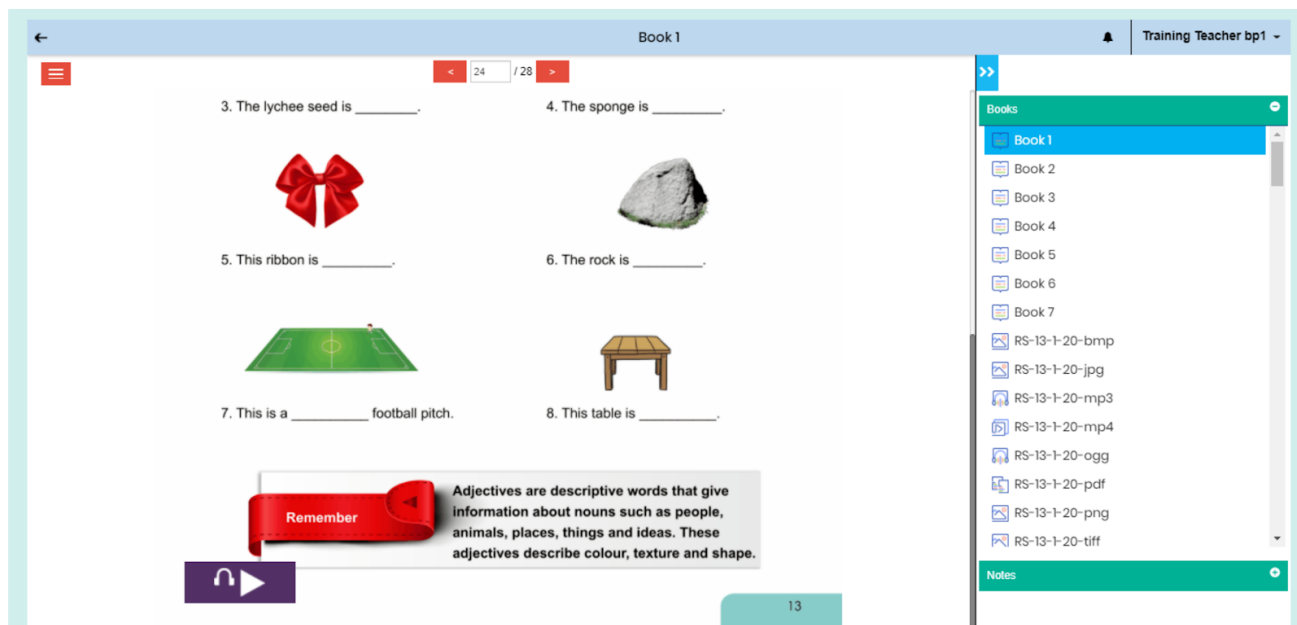 Book 1
Training Teacher bp1
< 24 / 28 >
3. The lychee seed is ________.
4. The sponge is _________.
5. This ribbon is _________.
6. The rock is _________.
7. This is a __________ football pitch.
8. This table is __________.
Remember
Adjectives are descriptive words that give
information about nouns such as people,
animals, places, things and ideas. These
adjectives describe colour, texture and shape.
13
Books
Book 1
Book 2
Book 3
Book 4
Book 5
Book 6
Book 7
RS-13-1-20-bmp
RS-13-1-20-jpg
RS-13-1-20-mp3
RS-13-1-20-mp4
RS-13-1-20-ogg
RS-13-1-20-pdf
RS-13-1-20-png
RS-13-1-20-tiff
Notes